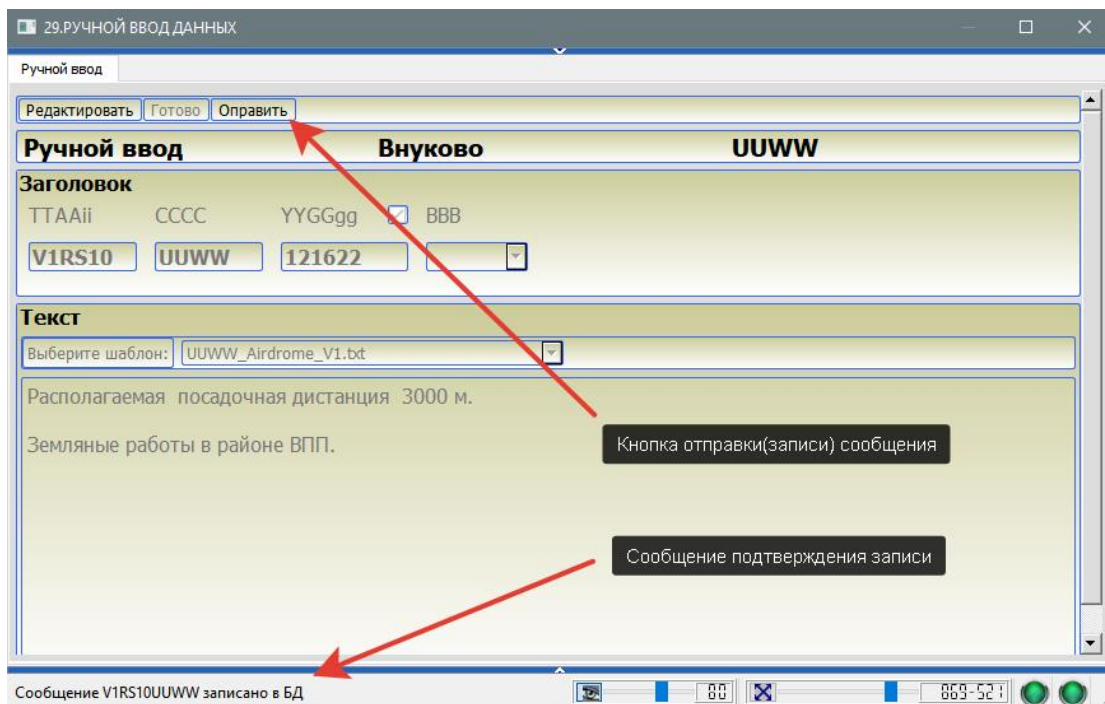 29.РУЧНОЙ ВВОД ДАННЫХ
Ручной ввод
Редактировать Готово Оправить
Ручной ввод Внуково UUWW
Заголовок
TTAAii CCCC YYGGgg BBB
V1RS10 UUWW 121622
Текст
Выберите шаблон: UUWW_Airdrome_V1.txt
Располагаемая посадочная дистанция 3000 м.
Земляные работы в районе ВПП.
Кнопка отправки(записи) сообщения
Сообщение подтверждения записи
Сообщение V1RS10UUWW записано в БД 80 869-521